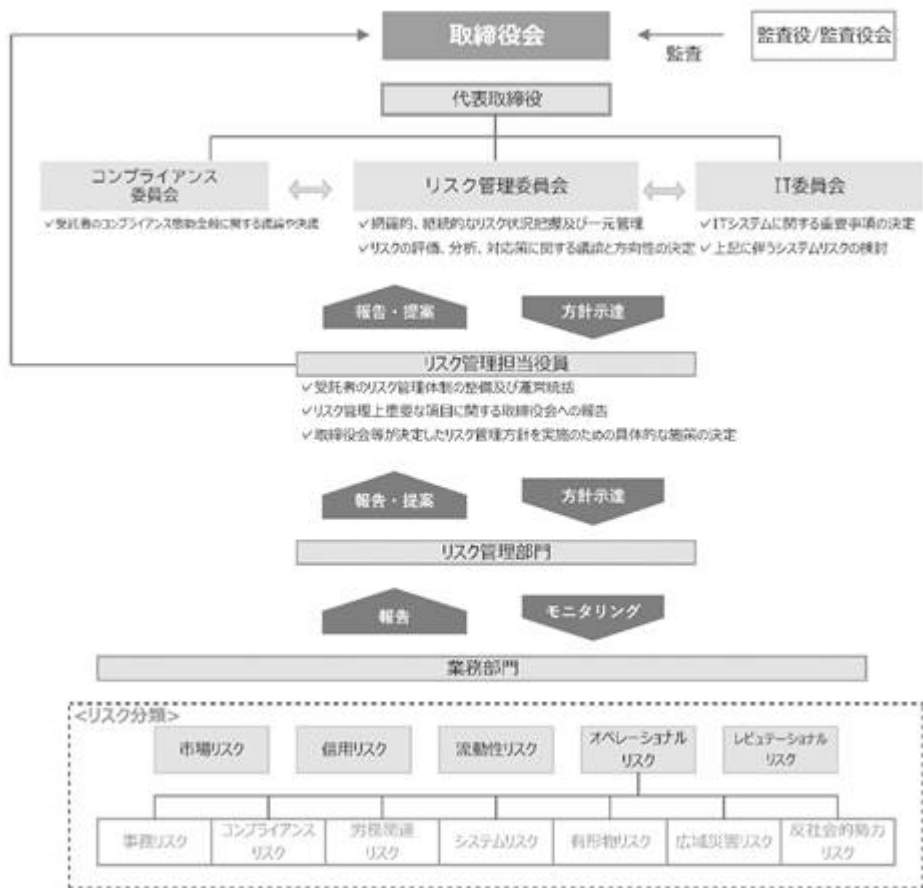 取締役会
監査
監査役/監査役会
代表取締役
コンプライアンス
委員会
リスク管理委員会
IT委員会
✓受託者のコンプライアンス態勢全般に関する議論や決議
✓網羅的、継続的なリスク状況把握及び一元管理
✓リスクの評価、分析、対応策に関する議論と方向性の決定
✓ITシステムに関する重要事項の決定
✓上記に伴うシステムリスクの検討
報告・提案
方針示達
リスク管理担当役員
✓受託者のリスク管理体制の整備及び運営統括
✓リスク管理上重要な項目に関する取締役会への報告
✓取締役会等が決定したリスク管理方針を実施のための具体的な施策の決定
報告・提案
方針示達
リスク管理部門
報告
モニタリング
業務部門
<リスク分類>
市場リスク
信用リスク
流動性リスク
オペレーショナル
リスク
レピュテーショナル
リスク
事務リスク
コンプライアンス
リスク
労務関連
リスク
システムリスク
有形物リスク
広域災害リスク
反社会的勢力
リスク